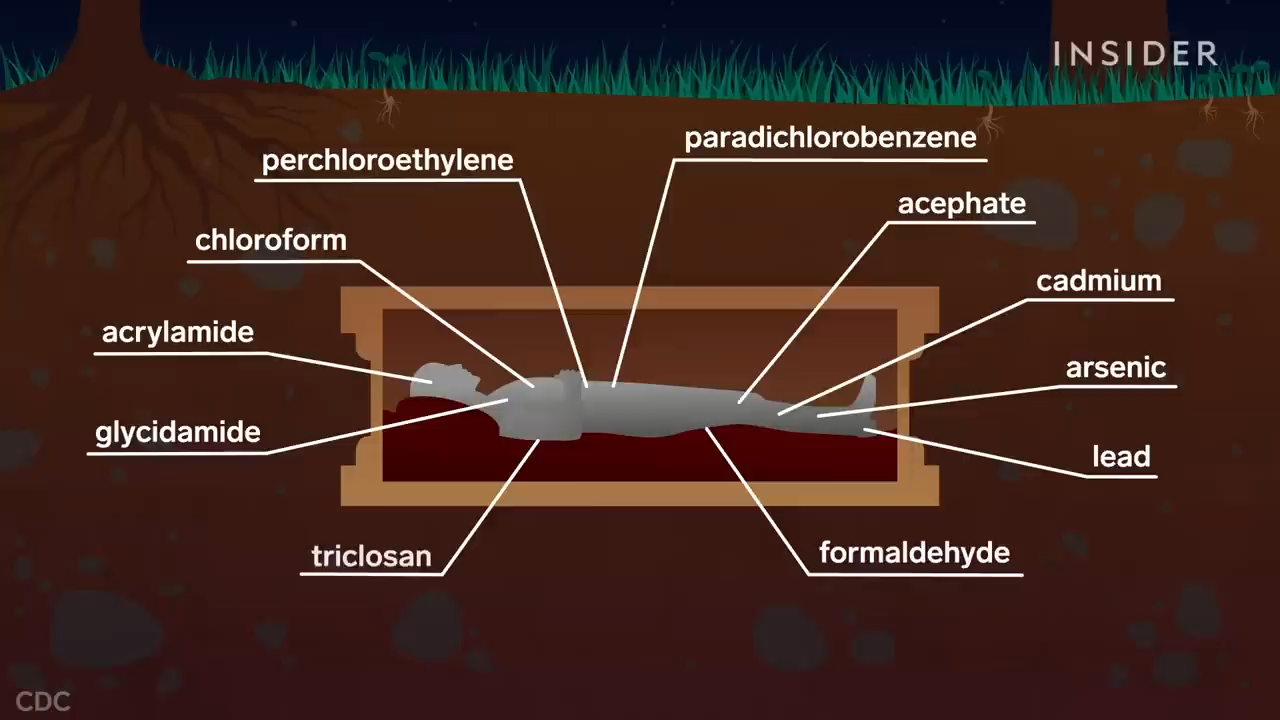 INSIDER
paradichlorobenzene
perchloroethylene
acephate
chloroform
cadmium
acrylamide
arsenic
glycidamide
lead
triclosan
formaldehyde
CDC